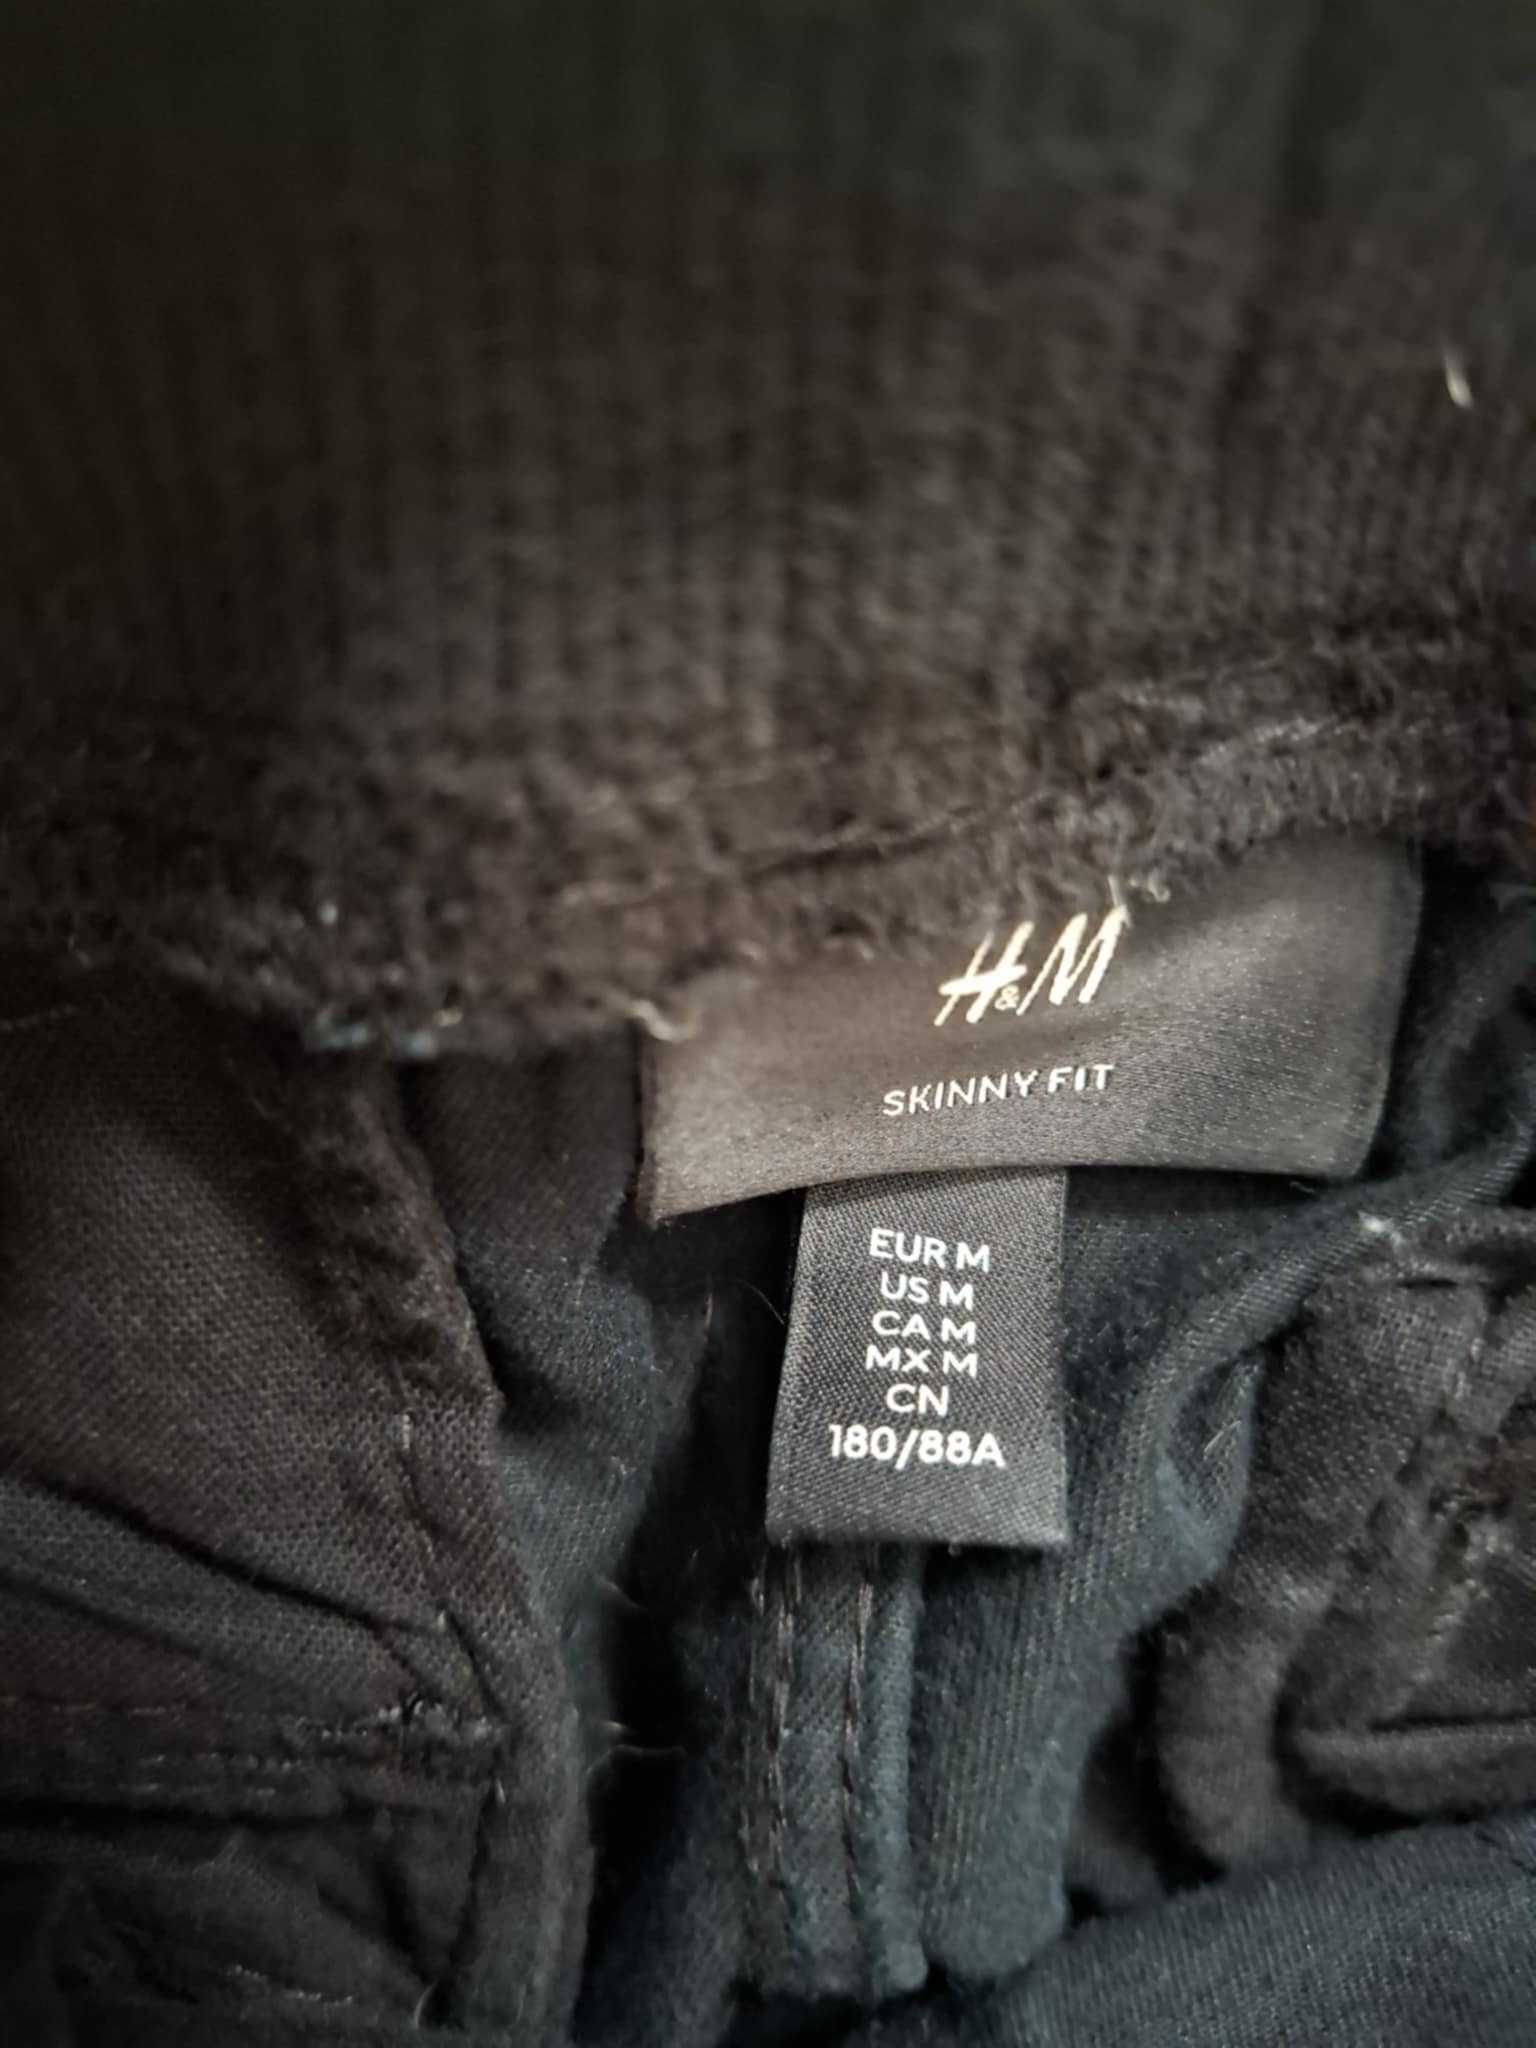 H&M
SKINNY FIT
EUR M
US M
CA M
MX M
CN
180/88A